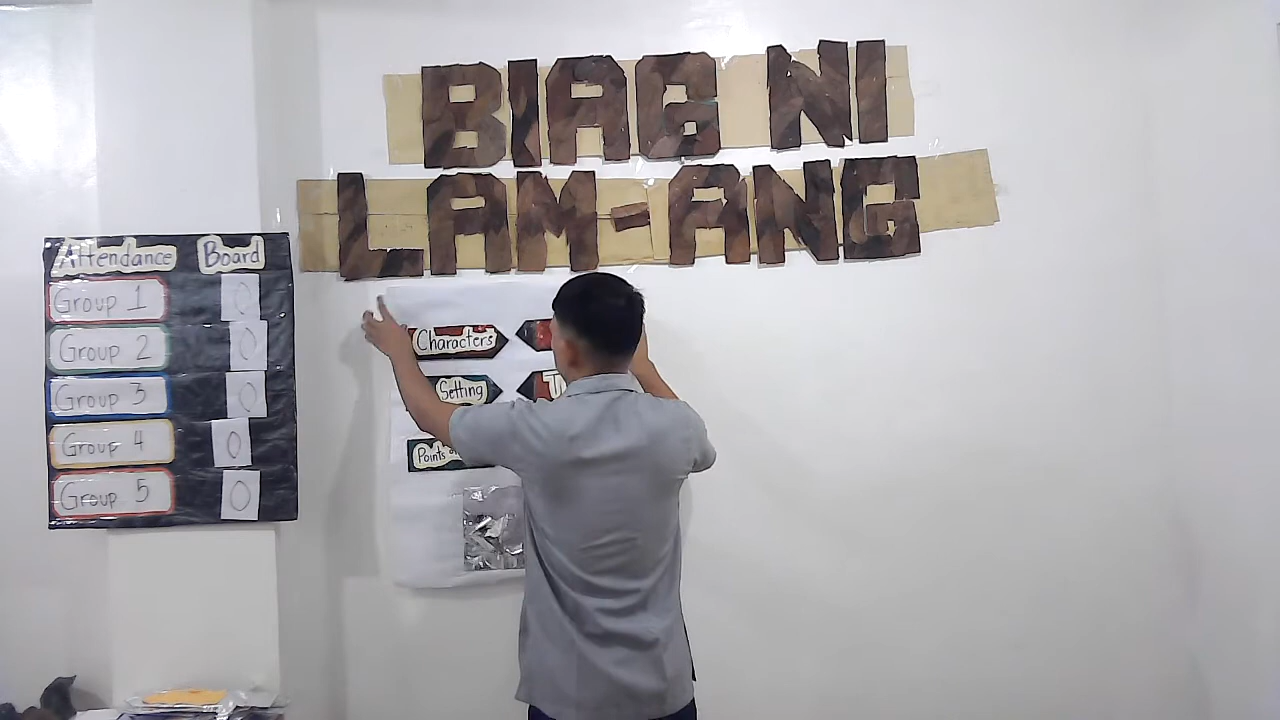 BIAG NI
LAM-ANG
Attendance Board
Group 1 0
Group 2 0
Group 3 0
Group 4 0
Group 5 0
Characters
Setting
Points